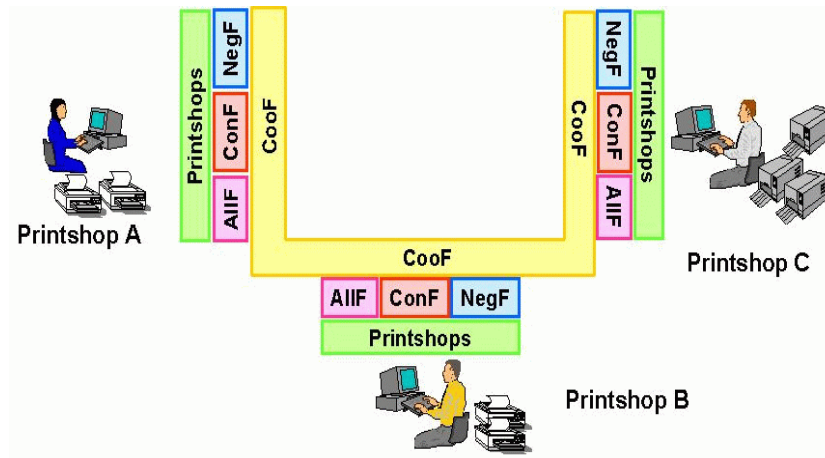 Printshops
NegF
ConF
AllF
CooF
Printshop A
CooF
AllF ConF NegF
Printshops
Printshop B
CooF
NegF
ConF
AllF
Printshops
Printshop C